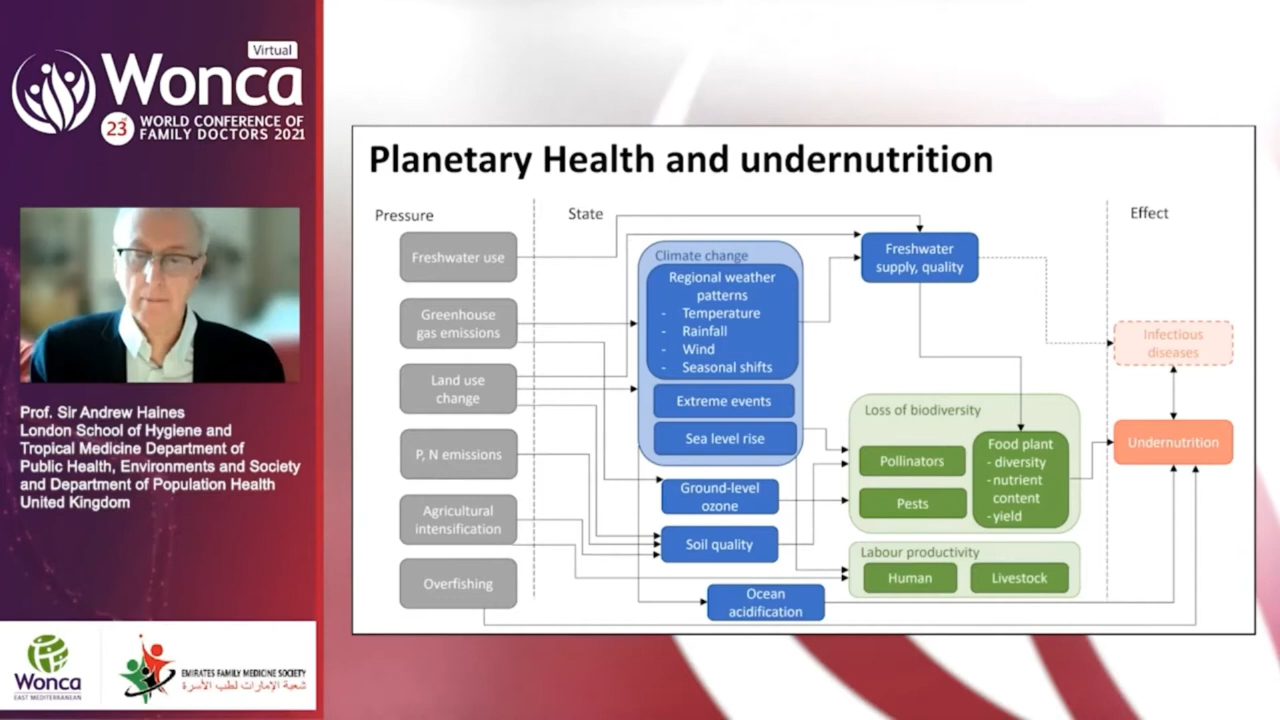 Virtual
Wonca
23rd WORLD CONFERENCE OF
FAMILY DOCTORS 2021
Prof. Sir Andrew Haines
London School of Hygiene and
Tropical Medicine Department of
Public Health, Environments and Society
and Department of Population Health
United Kingdom
Wonca
EAST MEDITERRANEAN
EMIRATES FAMILY MEDICINE SOCIETY
شعبة الإمارات لطب الأسرة
Planetary Health and undernutrition
Pressure
State
Effect
Freshwater use
Greenhouse
gas emissions
Land use
change
P, N emissions
Agricultural
intensification
Overfishing
Climate change
Regional weather
patterns
- Temperature
- Rainfall
- Wind
- Seasonal shifts
Extreme events
Sea level rise
Ground-level
ozone
Soil quality
Ocean
acidification
Freshwater
supply, quality
Loss of biodiversity
Pollinators
Pests
Food plant
- diversity
- nutrient
content
- yield
Labour productivity
Human
Livestock
Infectious
diseases
Undernutrition